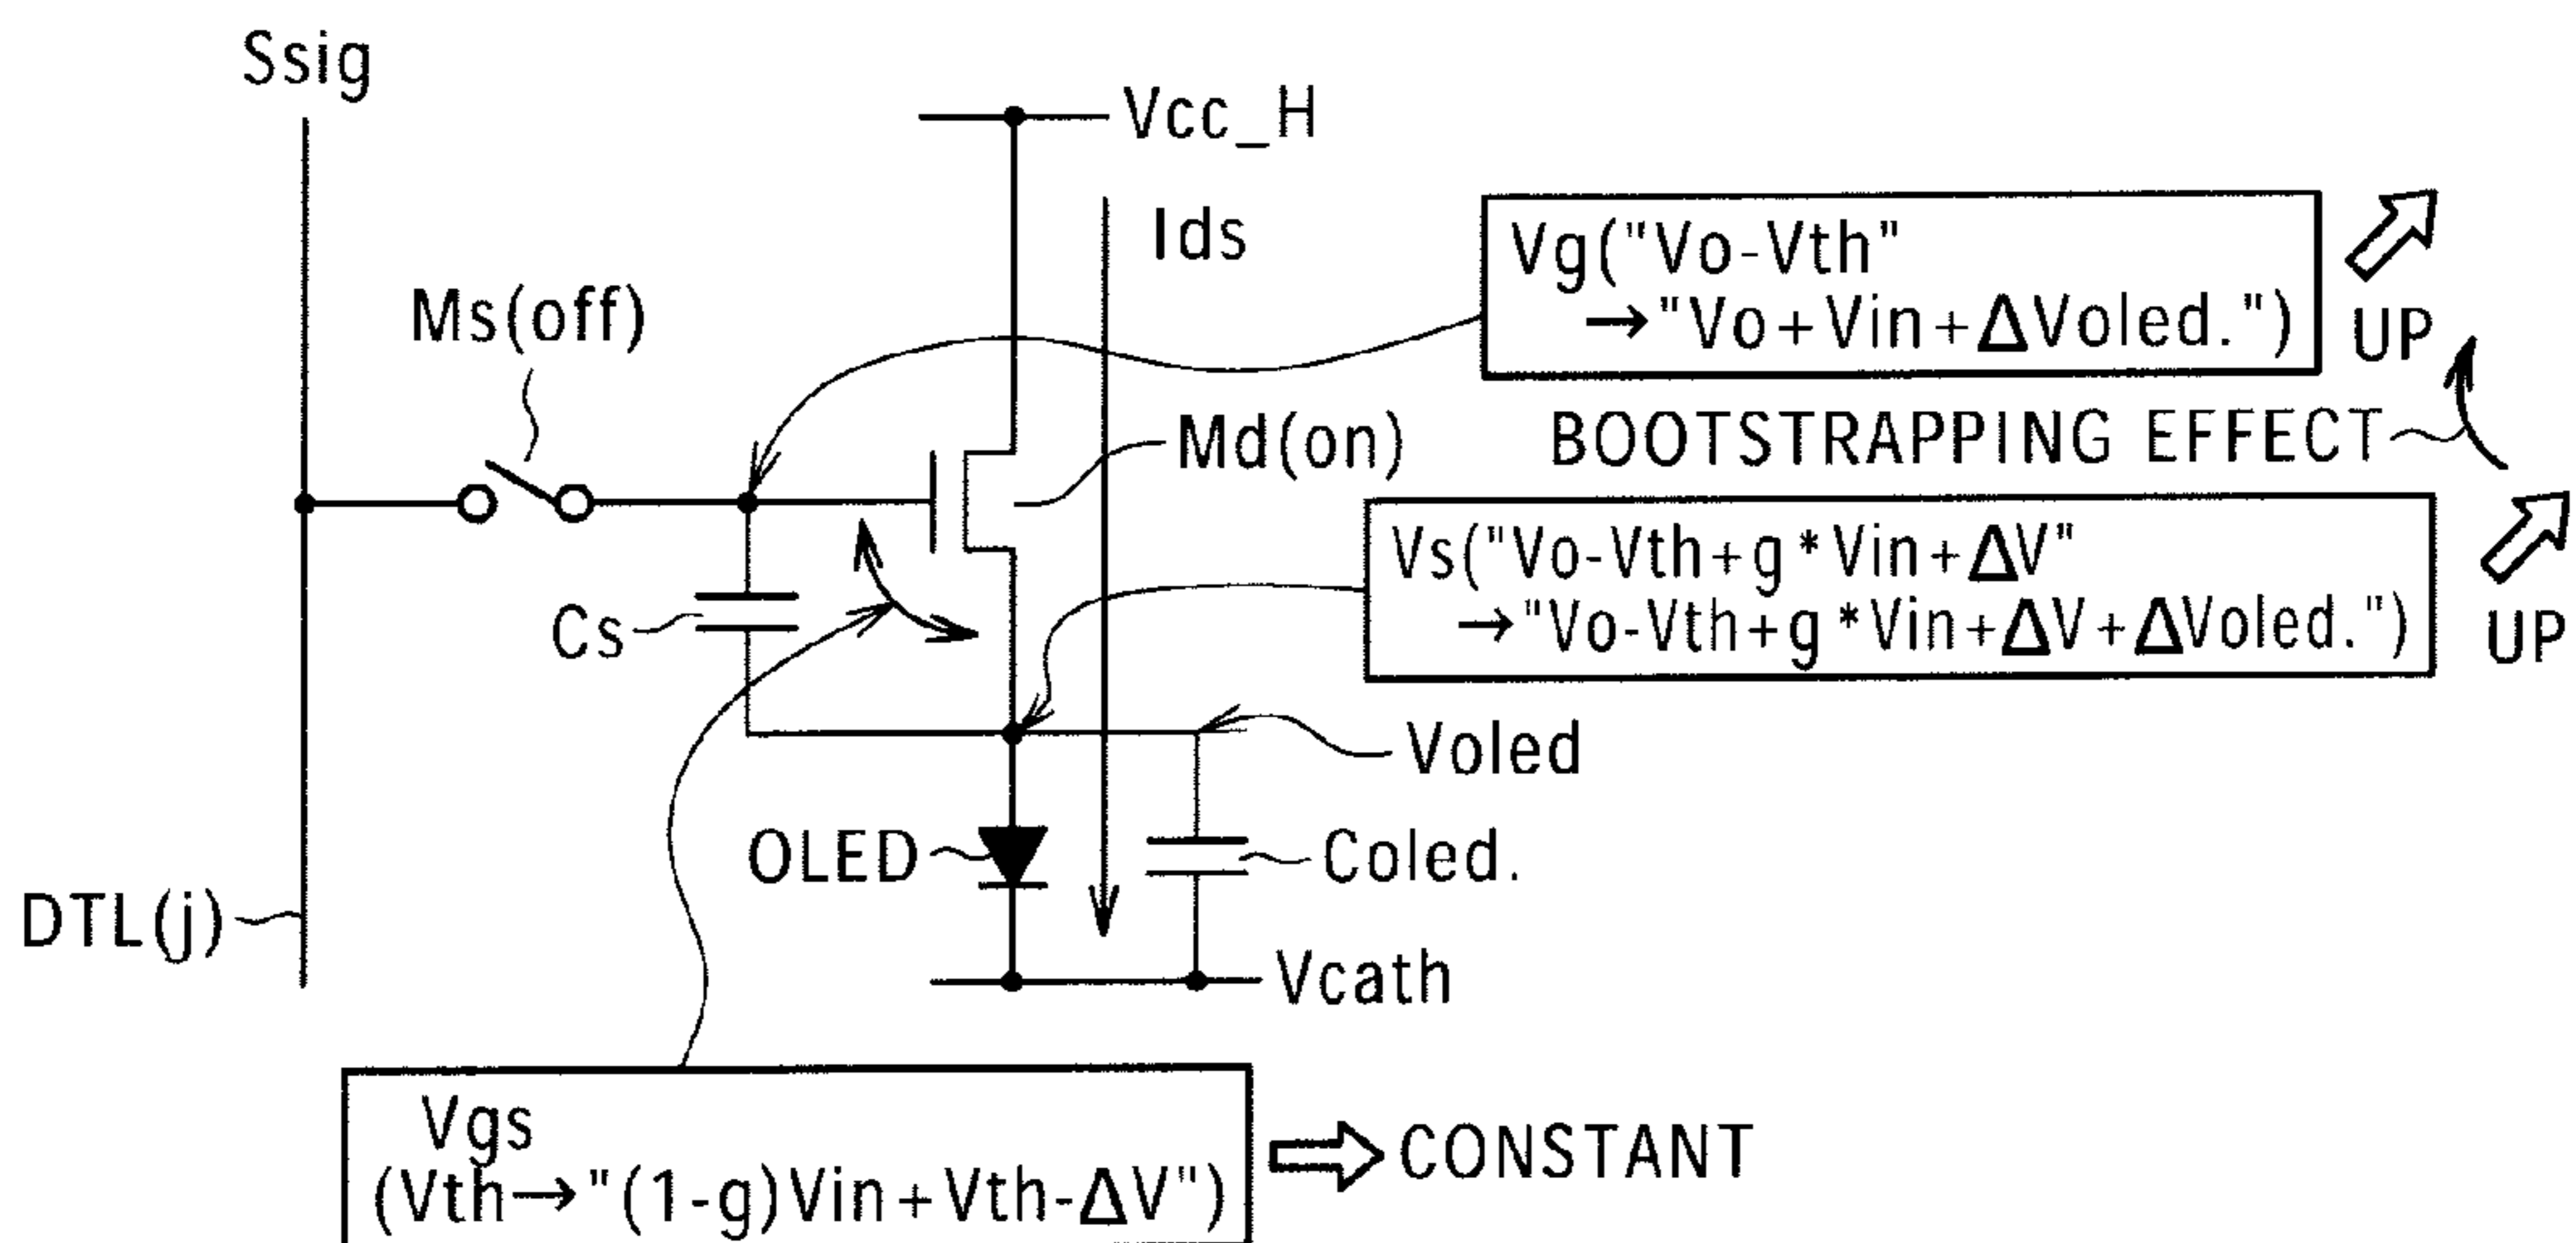 Ssig
Vcc_H
Ids
Vg("Vo-Vth"
→"Vo+Vin+ΔVoled.")
UP
Ms(off)
Md(on)
BOOTSTRAPPING EFFECT
Vs("Vo-Vth+g*Vin+ΔV"
→"Vo-Vth+g*Vin+ΔV+ΔVoled.")
UP
Cs
Voled
OLED
Coled.
DTL(j)
Vcath
Vgs
(Vth→"(1-g)Vin+Vth-ΔV")
CONSTANT